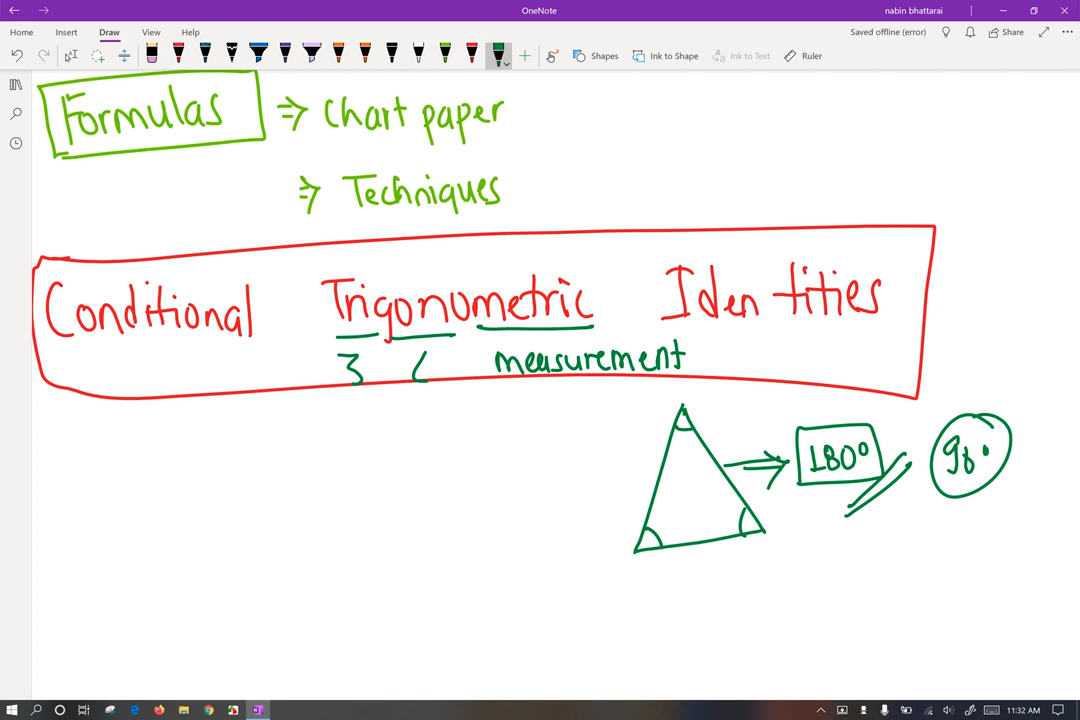 OneNote
nabin bhattarai
Home Insert Draw View Help
Saved offline (error) Share
Shapes Ink to Shape Ink to Text Ruler
Formulas ⇒ Chart paper
⇒ Techniques
Conditional Trigonometric Identities
3 < measurement
180°
90°
11:32 AM